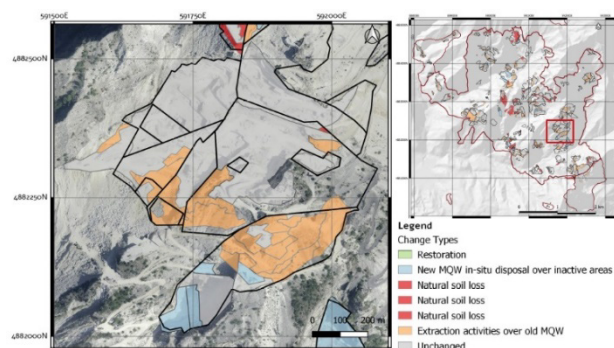 591500E 591750E 592000E
4882500N
4882250N
4882000N
0 100 200 m
Legend
Change Types
Restoration
New MQW in-situ disposal over inactive areas
Natural soil loss
Natural soil loss
Natural soil loss
Extraction activities over old MQW
Unchanged